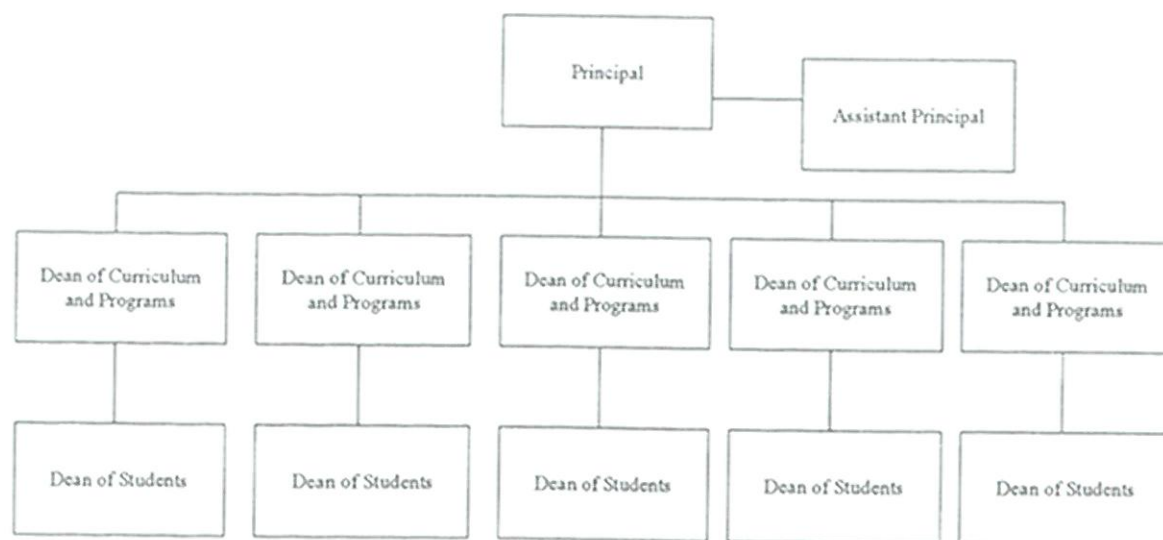 Principal
Assistant Principal
Dean of Curriculum
and Programs
Dean of Curriculum
and Programs
Dean of Curriculum
and Programs
Dean of Curriculum
and Programs
Dean of Curriculum
and Programs
Dean of Students
Dean of Students
Dean of Students
Dean of Students
Dean of Students